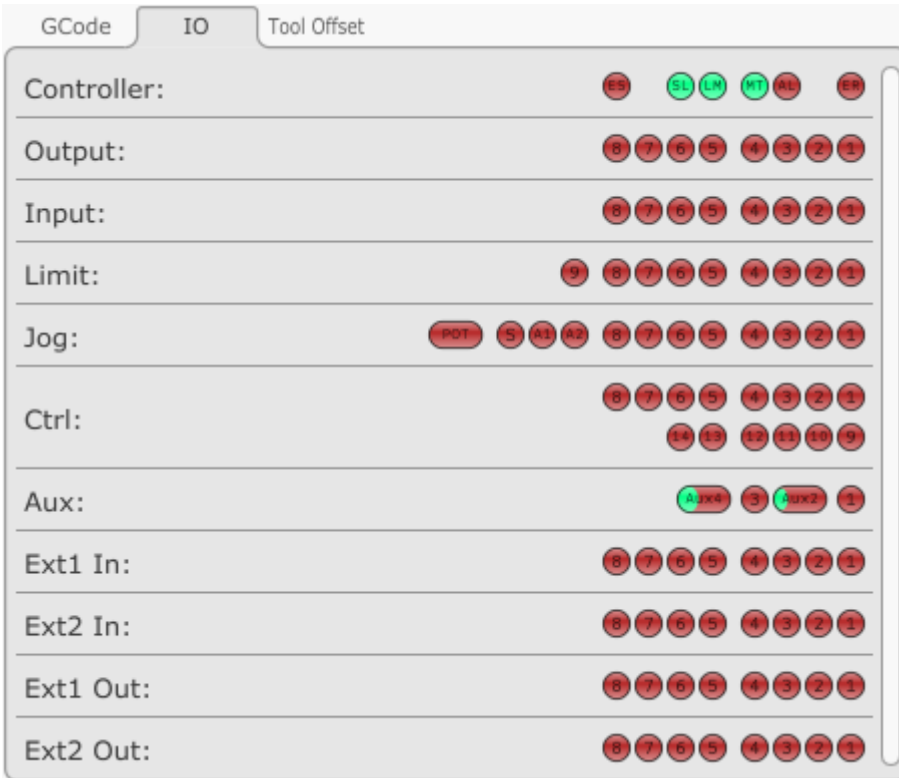 GCode IO Tool Offset
Controller: ES SL LM MT AL ER
Output: 8 7 6 5 4 3 2 1
Input: 8 7 6 5 4 3 2 1
Limit: 9 8 7 6 5 4 3 2 1
Jog: POT 5 A1 A2 8 7 6 5 4 3 2 1
Ctrl: 8 7 6 5 4 3 2 1
14 13 12 11 10 9
Aux: Aux4 3 Aux2 1
Ext1 In: 8 7 6 5 4 3 2 1
Ext2 In: 8 7 6 5 4 3 2 1
Ext1 Out: 8 7 6 5 4 3 2 1
Ext2 Out: 8 7 6 5 4 3 2 1